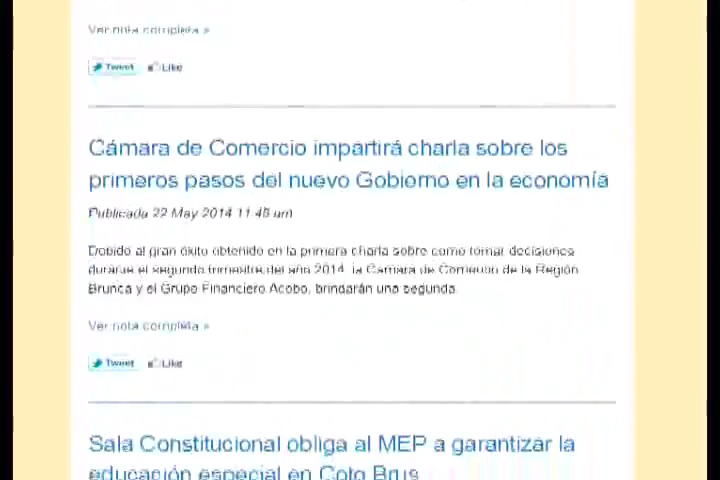 Ver nota completa »
Tweet Like
Cámara de Comercio impartirá charla sobre los
primeros pasos del nuevo Gobierno en la economía
Publicada 22 May 2014 11:48 am
Debido al gran éxito obtenido en la primera charla sobre como tomar decisiones
durante el segundo trimestre del año 2014, la Cámara de Comercio de la Región
Brunca y el Grupo Financiero Acobo, brindarán una segunda.
Ver nota completa »
Tweet Like
Sala Constitucional obliga al MEP a garantizar la
educación especial en Coto Brus